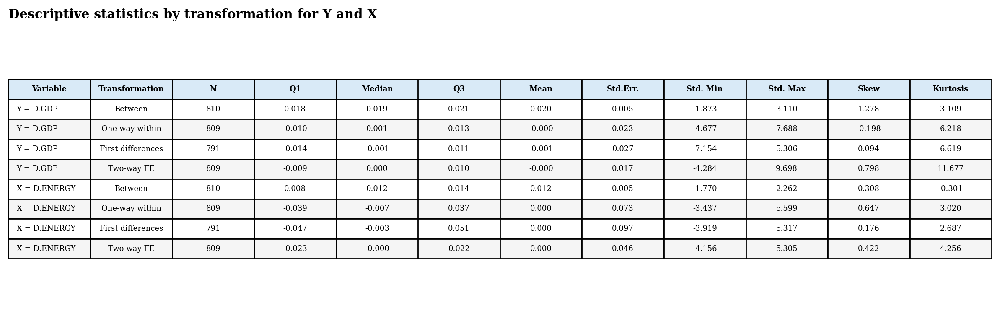 Descriptive statistics by transformation for Y and X
Variable Transformation N Q1 Median Q3 Mean Std.Err. Std. Min Std. Max Skew Kurtosis
Y = D.GDP Between 810 0.018 0.019 0.021 0.020 0.005 -1.873 3.110 1.278 3.109
Y = D.GDP One-way within 809 -0.010 0.001 0.013 -0.000 0.023 -4.677 7.688 -0.198 6.218
Y = D.GDP First differences 791 -0.014 -0.001 0.011 -0.001 0.027 -7.154 5.306 0.094 6.619
Y = D.GDP Two-way FE 809 -0.009 0.000 0.010 -0.000 0.017 -4.284 9.698 0.798 11.677
X = D.ENERGY Between 810 0.008 0.012 0.014 0.012 0.005 -1.770 2.262 0.308 -0.301
X = D.ENERGY One-way within 809 -0.039 -0.007 0.037 0.000 0.073 -3.437 5.599 0.647 3.020
X = D.ENERGY First differences 791 -0.047 -0.003 0.051 0.000 0.097 -3.919 5.317 0.176 2.687
X = D.ENERGY Two-way FE 809 -0.023 -0.000 0.022 0.000 0.046 -4.156 5.305 0.422 4.256